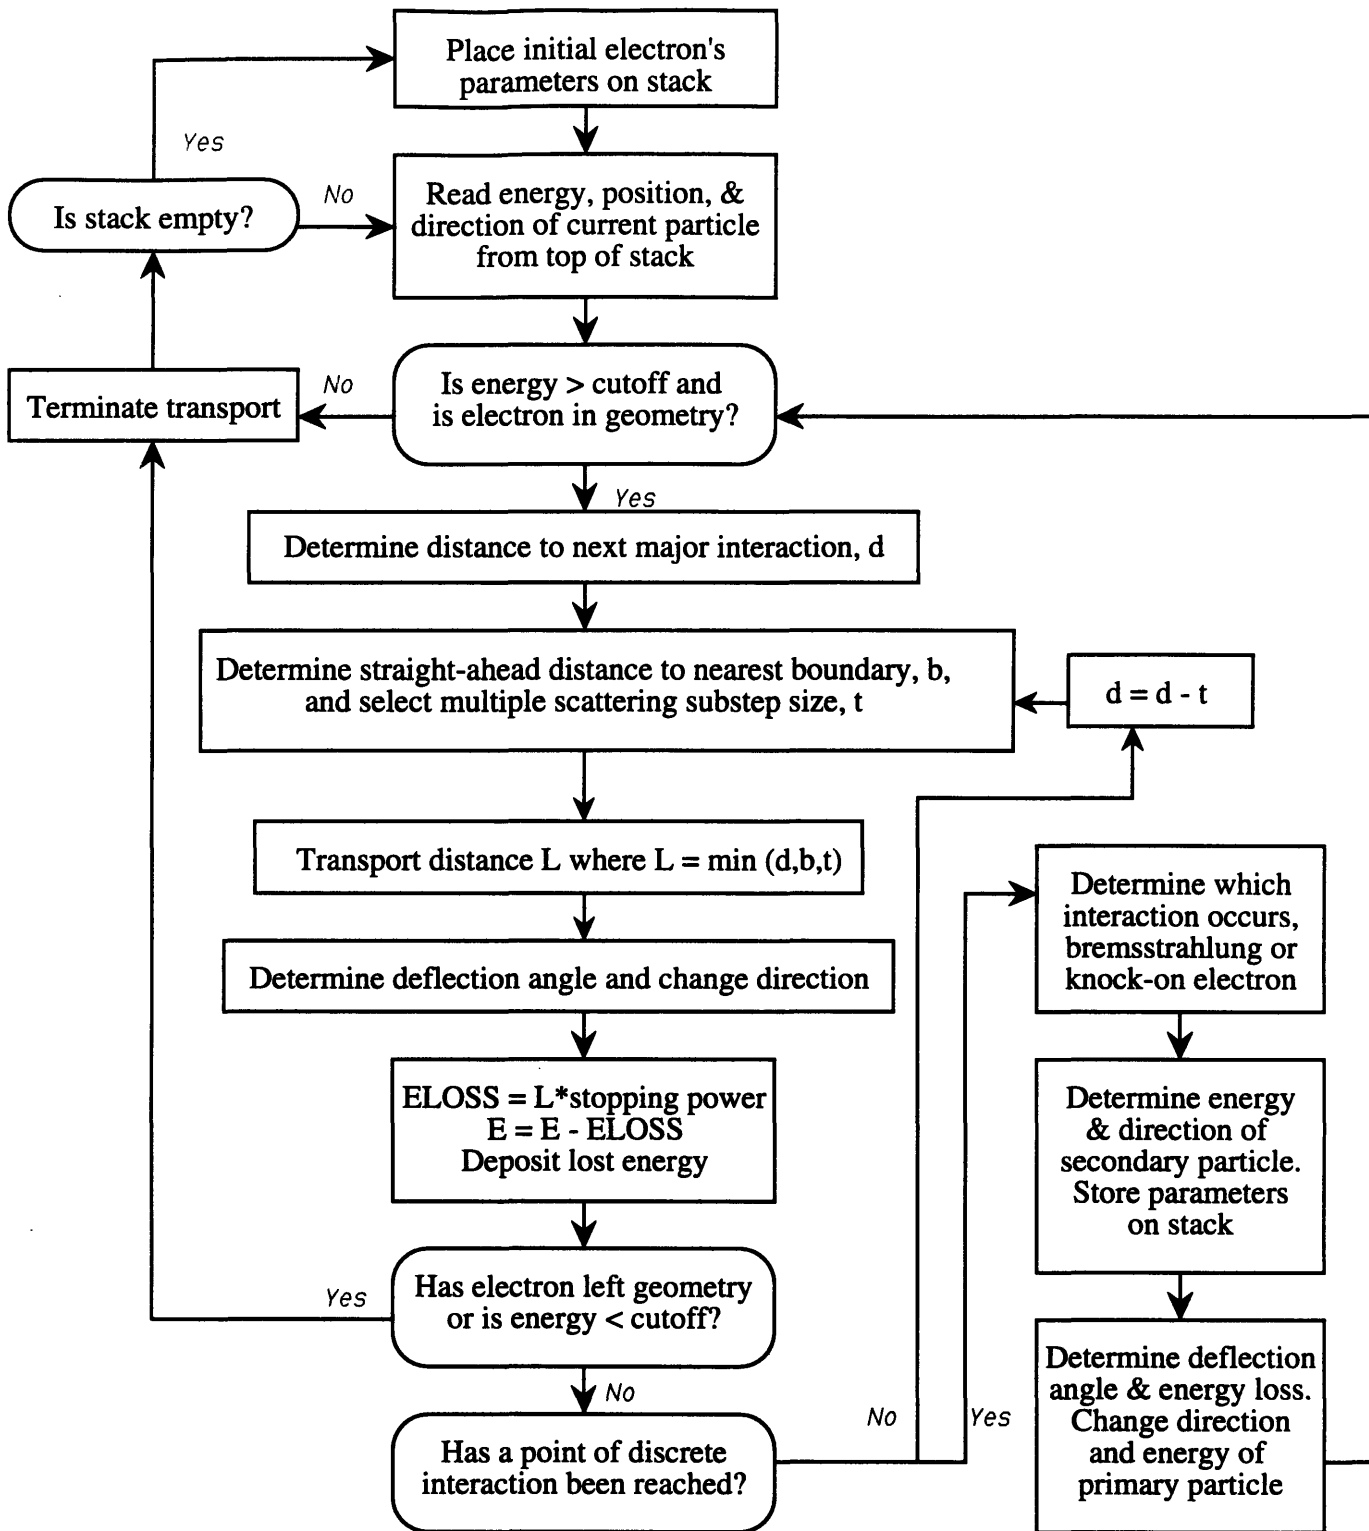 Place initial electron's
parameters on stack
Yes
Is stack empty?
No
Read energy, position, &
direction of current particle
from top of stack
Terminate transport
No
Is energy > cutoff and
is electron in geometry?
Yes
Determine distance to next major interaction, d
Determine straight-ahead distance to nearest boundary, b,
and select multiple scattering substep size, t
d = d - t
Transport distance L where L = min (d,b,t)
Determine deflection angle and change direction
ELOSS = L*stopping power
E = E - ELOSS
Deposit lost energy
Has electron left geometry
or is energy < cutoff?
Yes
No
Has a point of discrete
interaction been reached?
No
Yes
Determine which
interaction occurs,
bremsstrahlung or
knock-on electron
Determine energy
& direction of
secondary particle.
Store parameters
on stack
Determine deflection
angle & energy loss.
Change direction
and energy of
primary particle